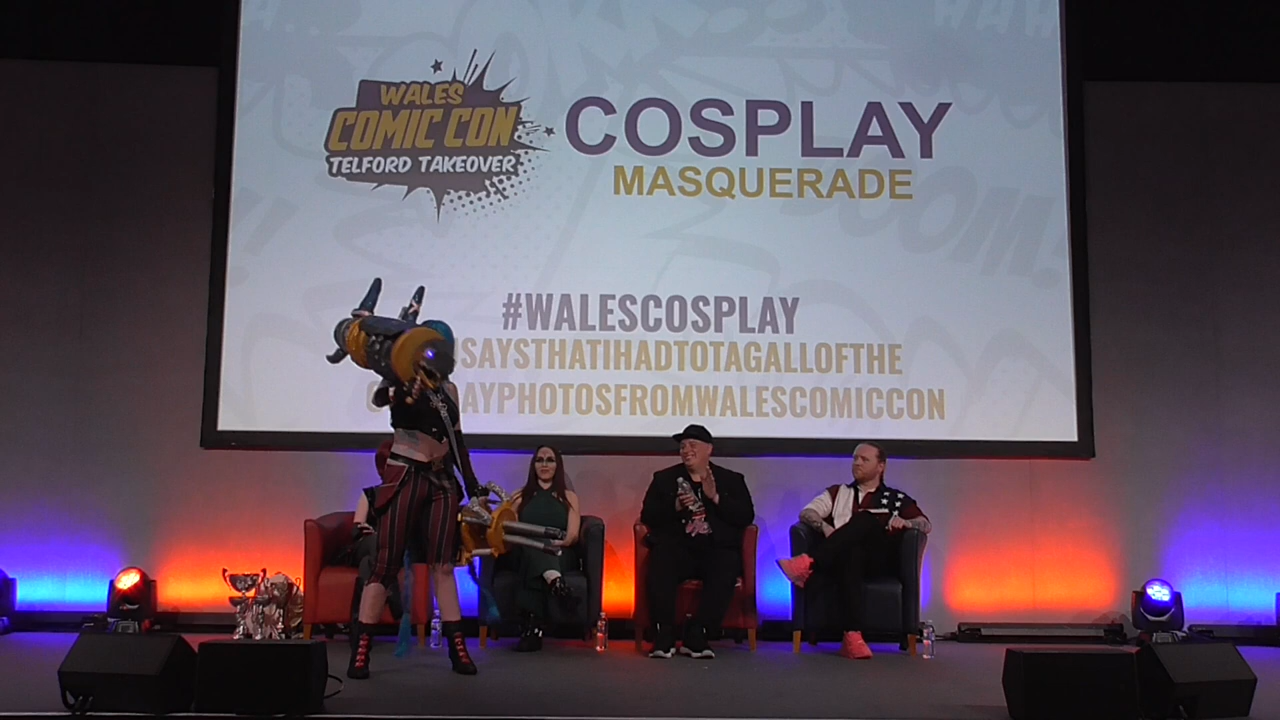 WALES
COMIC CON
TELFORD TAKEOVER
COSPLAY
MASQUERADE
#WALESCOSPLAY
SAYSTHATIHADTOTAGALLOFTHE
AYPHOTOSFROMWALESCOMICCON